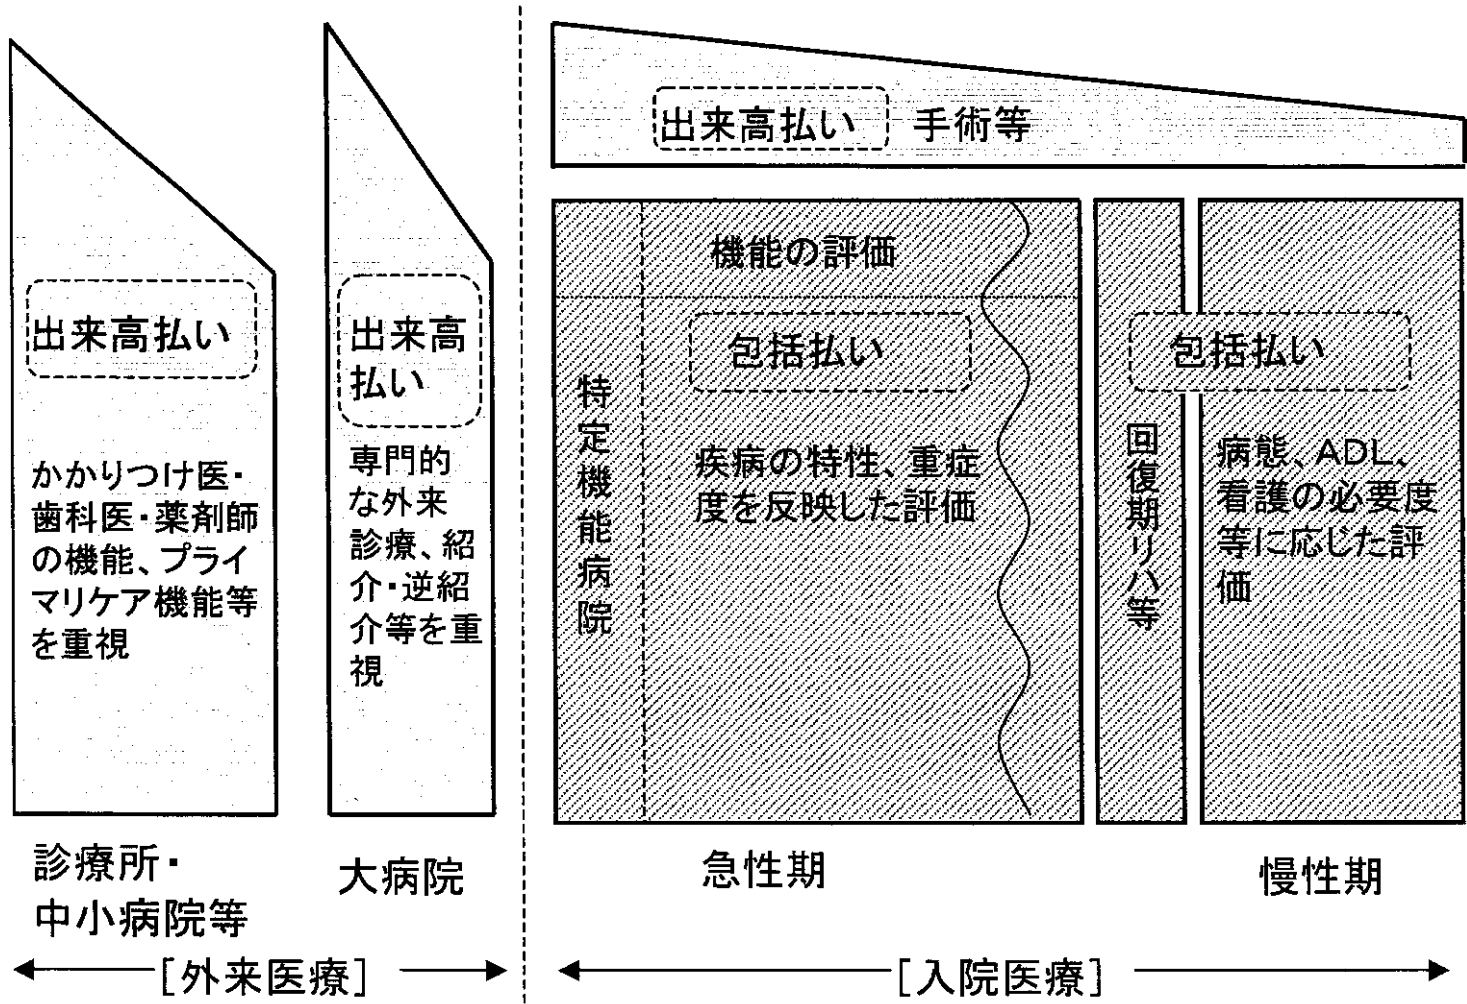 出来高払い
かかりつけ医・
歯科医・薬剤師
の機能、プライ
マリケア機能等
を重視
診療所・
中小病院等
出来高
払い
専門的
な外来
診療、紹
介・逆紹
介等を重
視
大病院
[外来医療]
出来高払い 手術等
機能の評価
特定機能病院
包括払い
疾病の特性、重症
度を反映した評価
急性期
包括払い
回復期リハ等
病態、ADL、
看護の必要度
等に応じた評
価
慢性期
[入院医療]